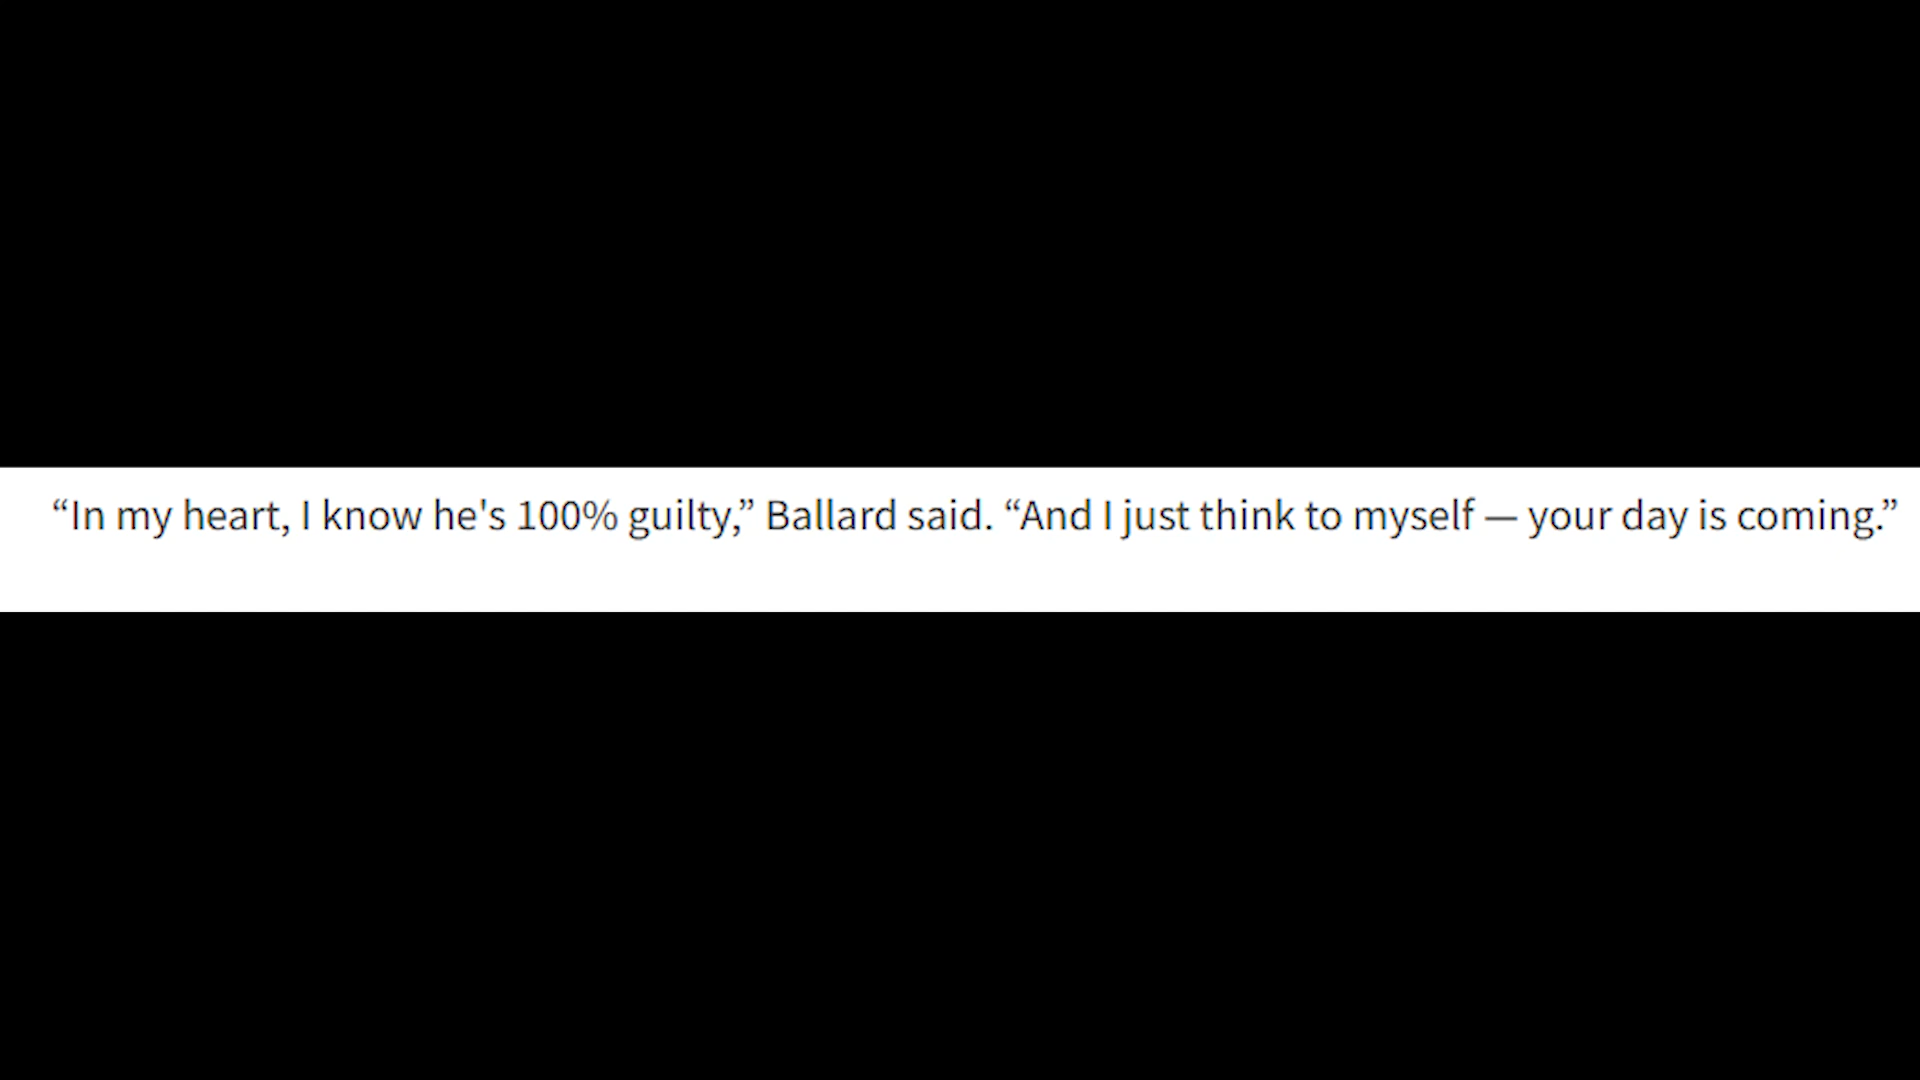 “In my heart, I know he's 100% guilty,” Ballard said. “And I just think to myself — your day is coming.”